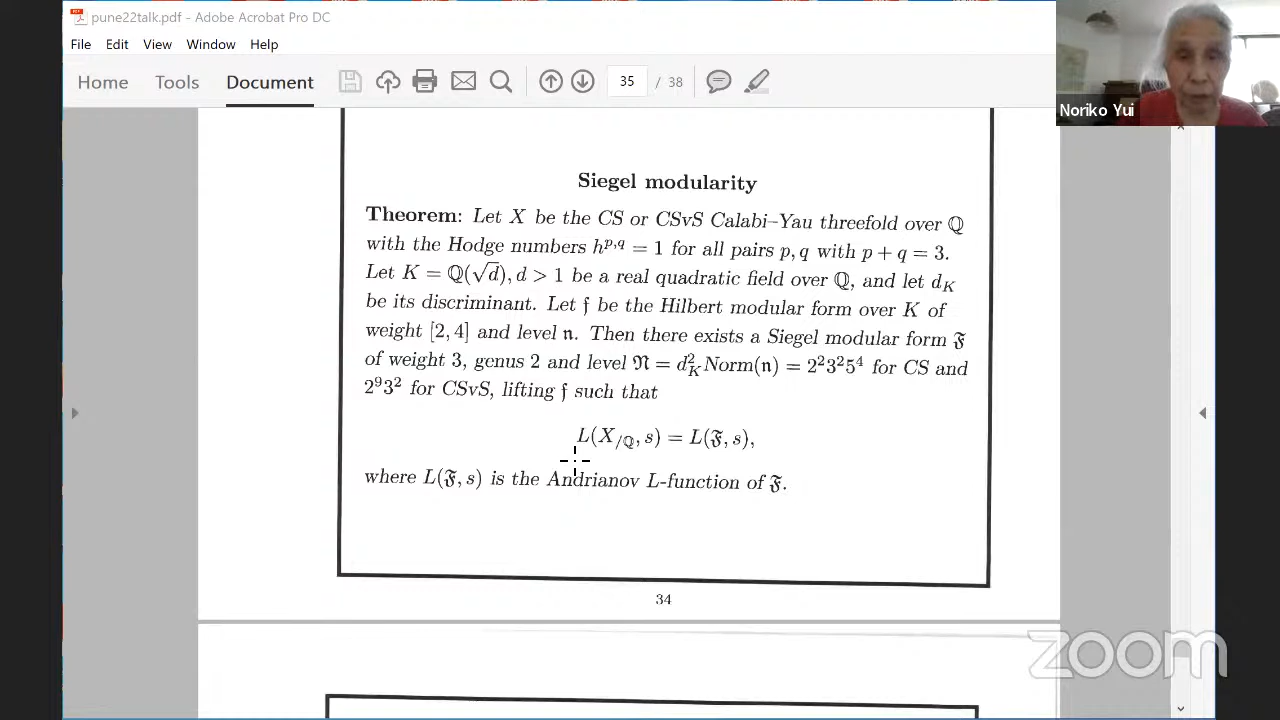 pune22talk.pdf - Adobe Acrobat Pro DC
File Edit View Window Help
Home Tools Document 35 / 38
Noriko Yui
Siegel modularity
Theorem: Let X be the CS or CSvS Calabi–Yau threefold over ℚ
with the Hodge numbers h^{p,q} = 1 for all pairs p, q with p + q = 3.
Let K = ℚ(√d), d > 1 be a real quadratic field over ℚ, and let d_K
be its discriminant. Let 𝔣 be the Hilbert modular form over K of
weight [2, 4] and level 𝔫. Then there exists a Siegel modular form 𝔉
of weight 3, genus 2 and level 𝔑 = d_K^2 Norm(𝔫) = 2^2 3^2 5^4 for CS and
2^9 3^2 for CSvS, lifting 𝔣 such that
L(X_{/ℚ}, s) = L(𝔉, s),
where L(𝔉, s) is the Andrianov L-function of 𝔉.
34
zoom